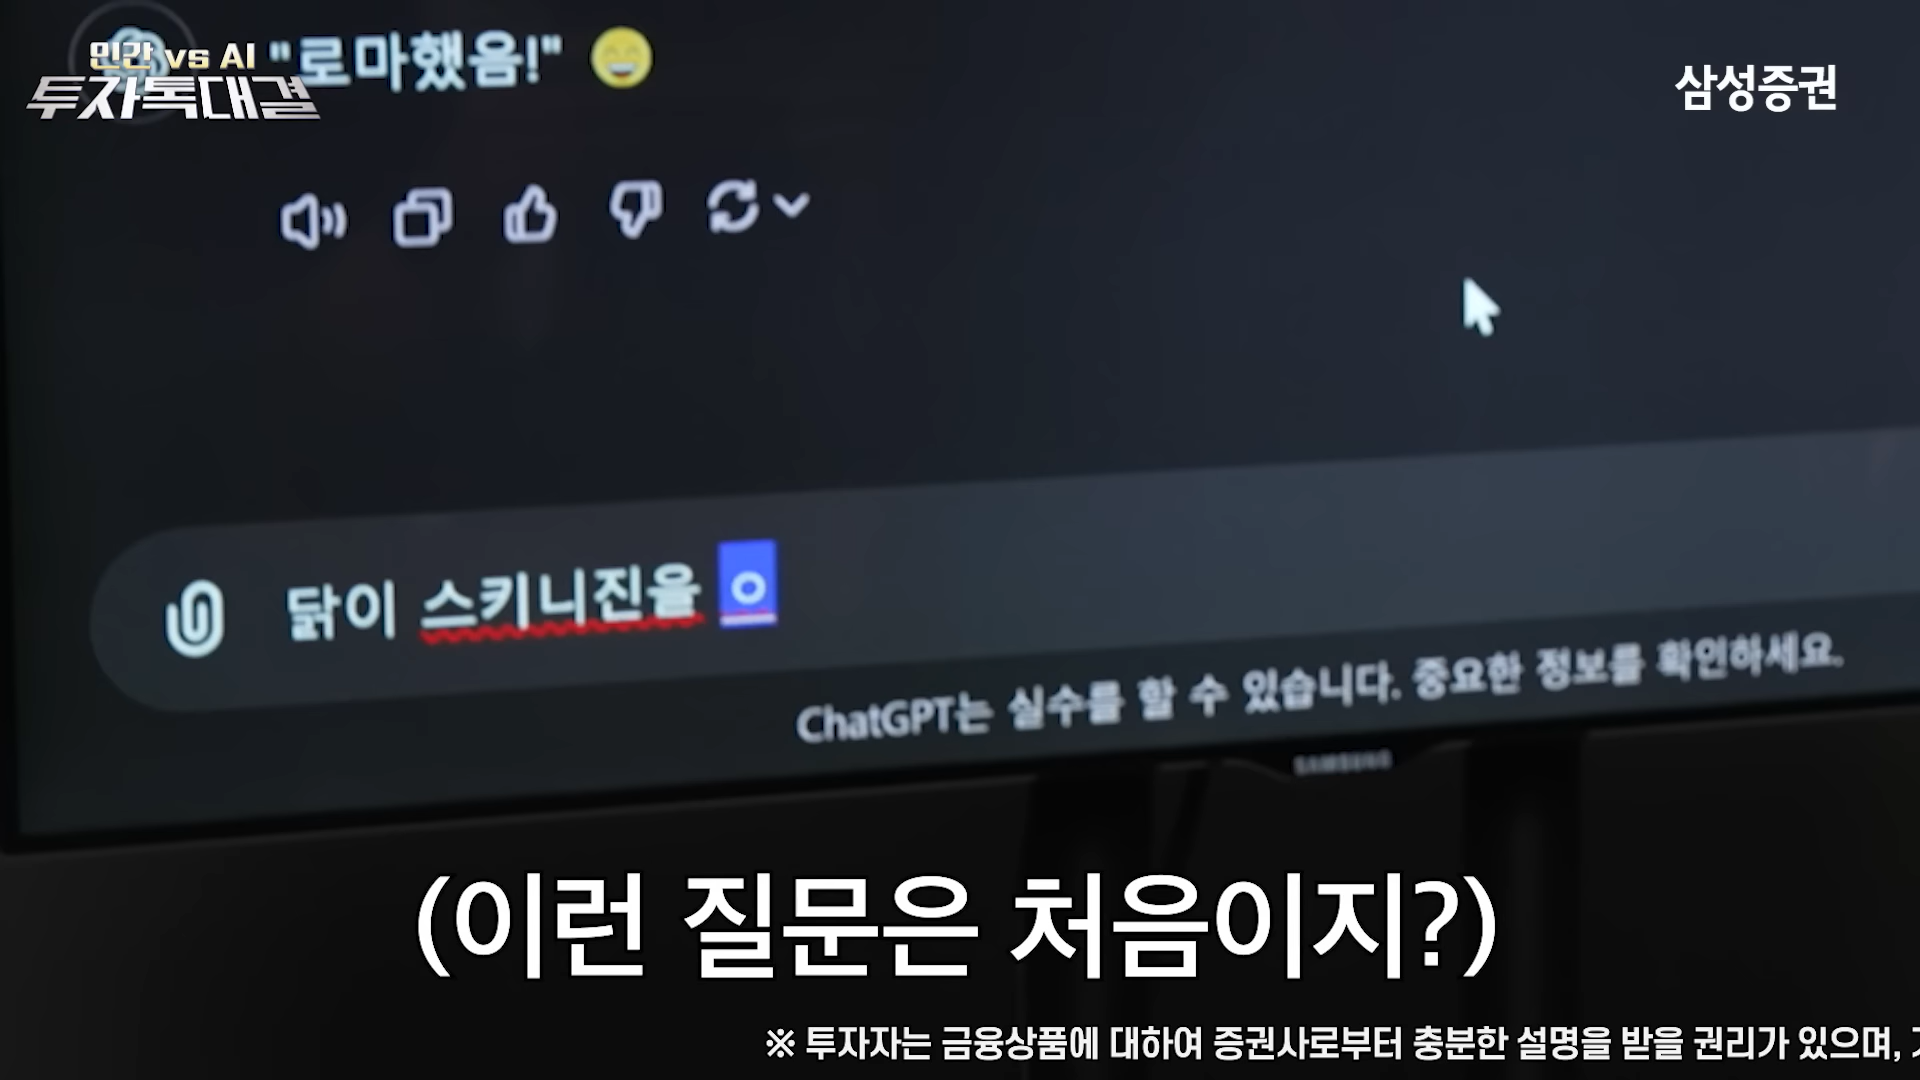 민간 vs AI
투자톡대결
"로마했욤!" 😄
삼성증권
닭이 스키니진을 ㅇ
ChatGPT는 실수를 할 수 있습니다. 중요한 정보를 확인하세요.
SAMSUNG
(이런 질문은 처음이지?)
※ 투자자는 금융상품에 대하여 증권사로부터 충분한 설명을 받을 권리가 있으며,